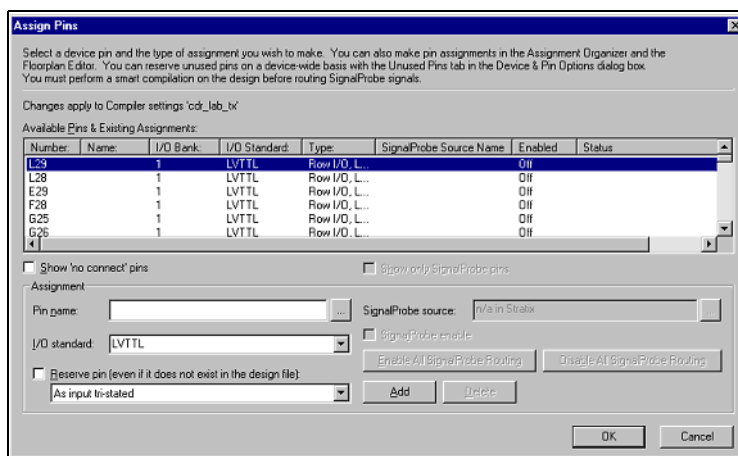 Assign Pins
Select a device pin and the type of assignment you wish to make. You can also make pin assignments in the Assignment Organizer and the
Floorplan Editor. You can reserve unused pins on a device-wide basis with the Unused Pins tab in the Device & Pin Options dialog box.
You must perform a smart compilation on the design before routing SignalProbe signals.
Changes apply to Compiler settings 'cdr_lab_tx'
Available Pins & Existing Assignments:
Number: Name: I/O Bank: I/O Standard: Type: SignalProbe Source Name Enabled Status
L29 1 LVTTL Row I/O, L... Off
L28 1 LVTTL Row I/O, L... Off
E29 1 LVTTL Row I/O, L... Off
F28 1 LVTTL Row I/O, L... Off
G25 1 LVTTL Row I/O, L... Off
G26 1 LVTTL Row I/O, L... Off
Show 'no connect' pins Show only SignalProbe pins
Assignment
Pin name: ... SignalProbe source: n/a in Stratix ...
SignalProbe enable
I/O standard: LVTTL
Enable All SignalProbe Routing Disable All SignalProbe Routing
Reserve pin (even if it does not exist in the design file):
As input tri-stated Add Delete
OK Cancel